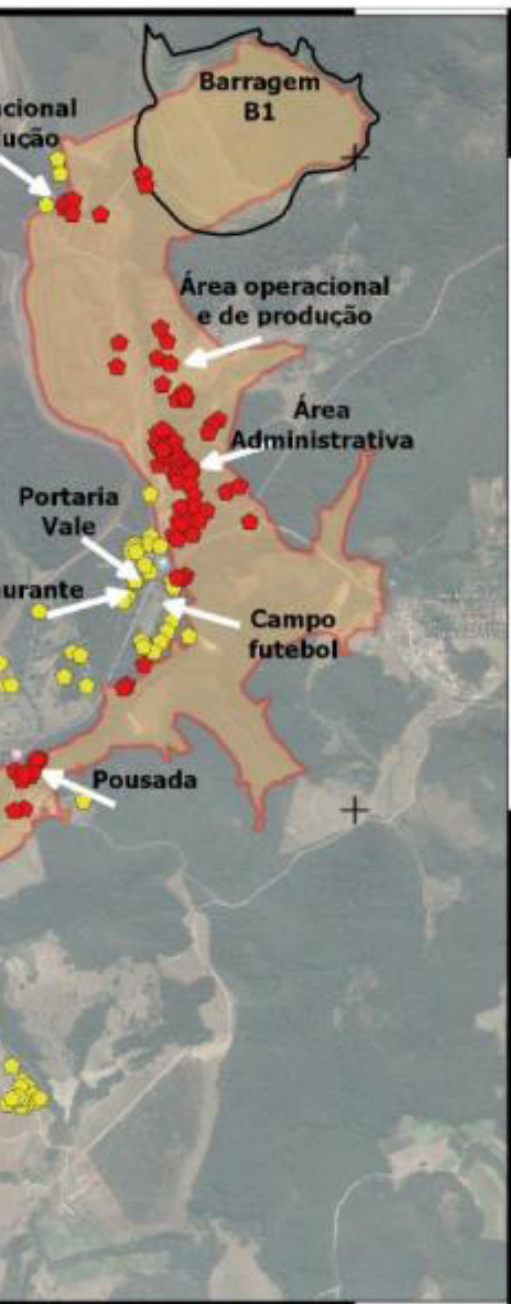 Barragem
B1
cional
ução
Área operacional
e de produção
Área
Administrativa
Portaria
Vale
urante
Campo
futebol
Pousada